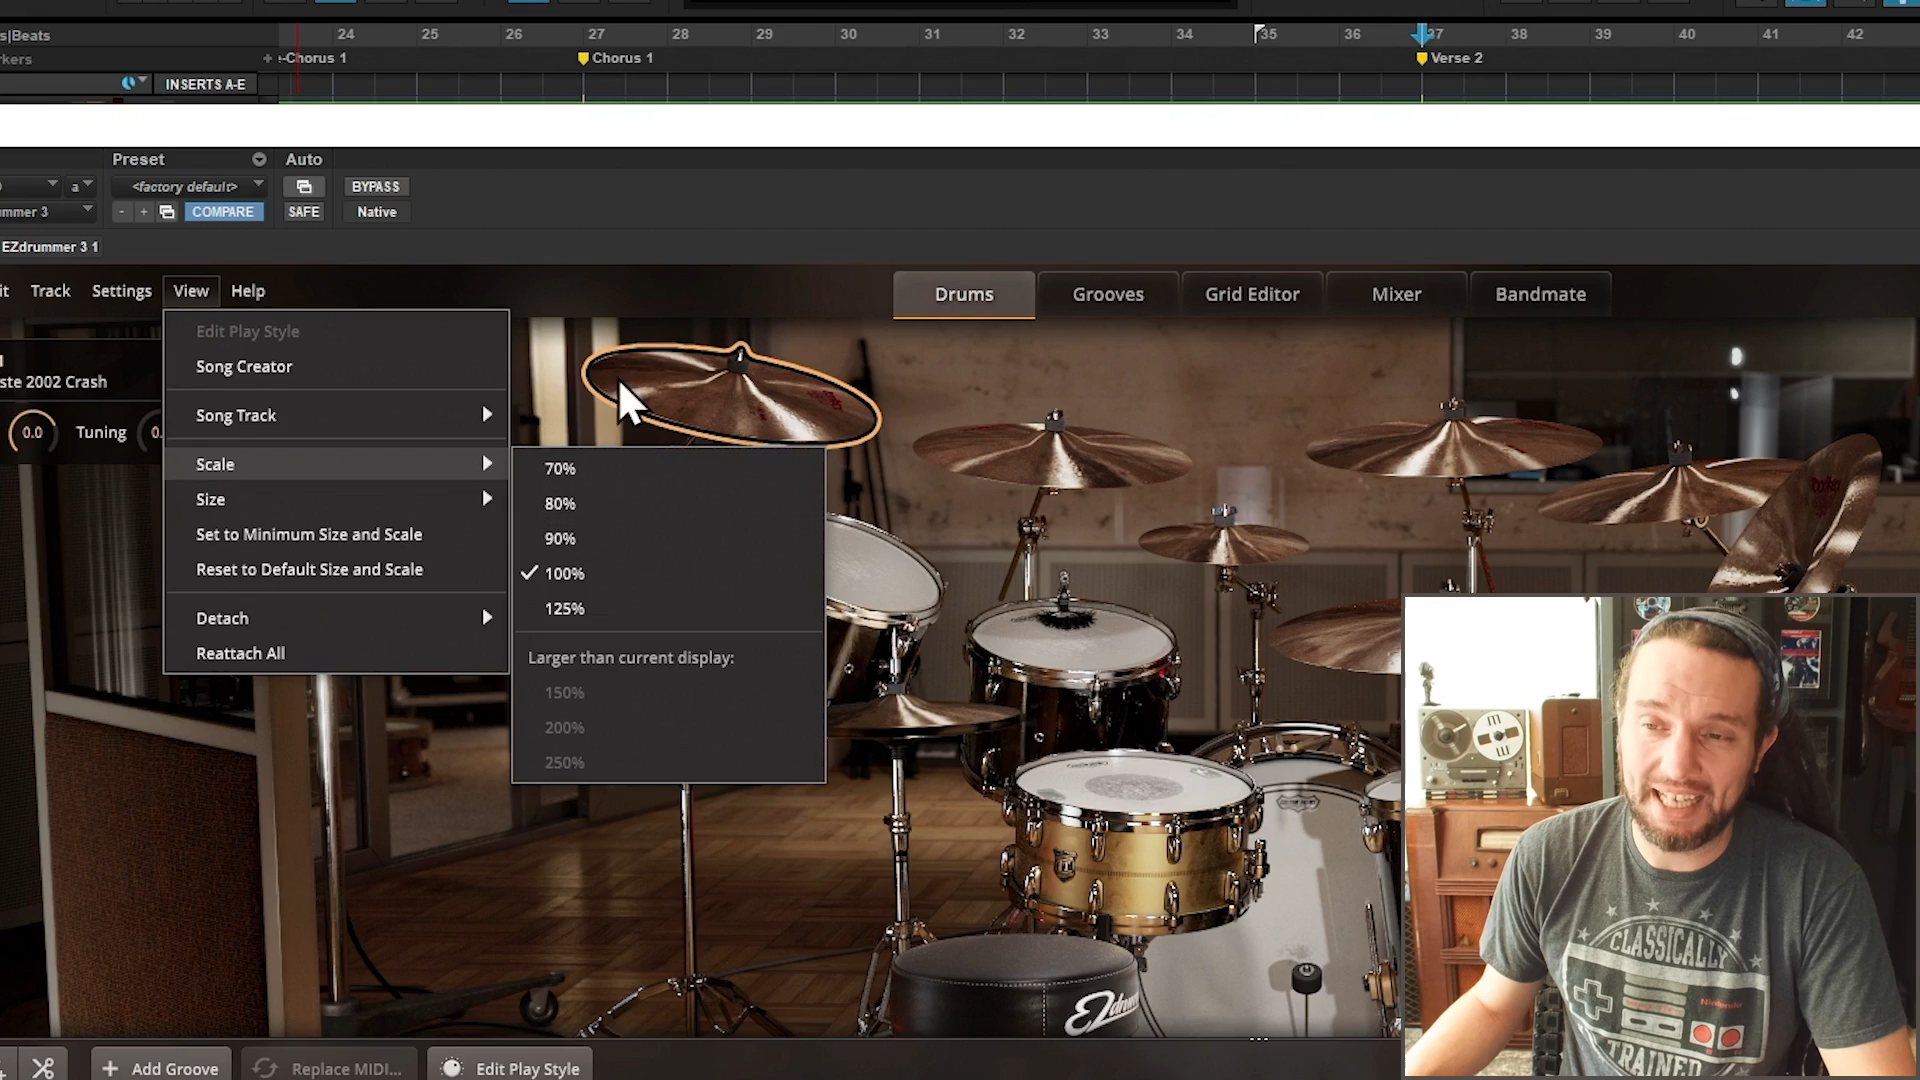 s|Beats
24 25 26 27 28 29 30 31 32 33 34 35 36 37 38 39 40 41 42
kers
+ -Chorus 1
Chorus 1
Verse 2
INSERTS A-E
Preset
Auto
a
<factory default>
BYPASS
mmer 3
- +
COMPARE
SAFE
Native
EZdrummer 3 1
it Track Settings View Help
Drums Grooves Grid Editor Mixer Bandmate
Edit Play Style
Song Creator
Song Track
Scale
Size
Set to Minimum Size and Scale
Reset to Default Size and Scale
Detach
Reattach All
ste 2002 Crash
0.0
Tuning
0.
70%
80%
90%
100%
125%
Larger than current display:
150%
200%
250%
EZdrum
CLASSICALLY
Nintendo
TRAINED
Add Groove
Replace MIDI...
Edit Play Style